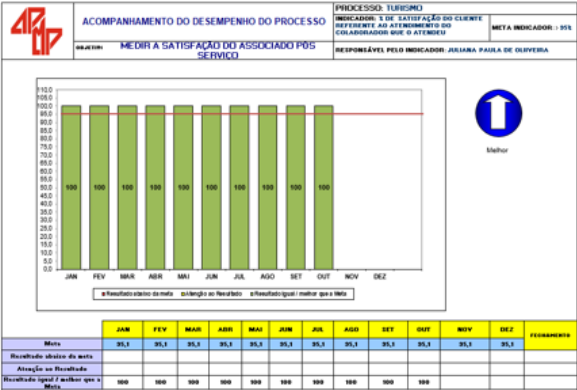 APMP
ACOMPANHAMENTO DO DESEMPENHO DO PROCESSO
PROCESSO: TURISMO
INDICADOR: % DE SATISFAÇÃO DO CLIENTE
REFERENTE AO ATENDIMENTO DO
COLABORADOR QUE O ATENDEU
META INDICADOR: > 95%
OBJETIVO: MEDIR A SATISFAÇÃO DO ASSOCIADO PÓS
SERVIÇO
RESPONSÁVEL PELO INDICADOR: JULIANA PAULA DE OLIVEIRA
110,0
105,0
100,0
95,0
90,0
85,0
80,0
75,0
70,0
65,0
60,0
55,0
50,0
45,0
40,0
35,0
30,0
25,0
20,0
15,0
10,0
5,0
0,0
100 100 100 100 100 100 100 100 100 100
JAN FEV MAR ABR MAI JUN JUL AGO SET OUT NOV DEZ
Resultado abaixo da meta Atenção ao Resultado Resultado igual / melhor que a Meta
Melhor
JAN FEV MAR ABR MAI JUN JUL AGO SET OUT NOV DEZ FECHAMENTO
Meta 95,1 95,1 95,1 95,1 95,1 95,1 95,1 95,1 95,1 95,1 95,1 95,1
Resultado abaixo da meta
Atenção ao Resultado
Resultado igual / melhor que a
Meta 100 100 100 100 100 100 100 100 100 100